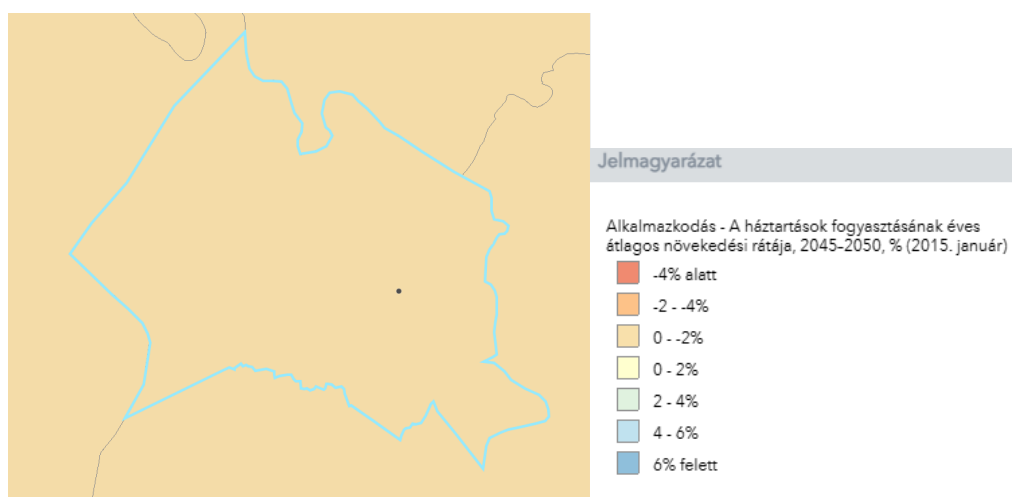 Jelmagyarázat
Alkalmazkodás - A háztartások fogyasztásának éves
átlagos növekedési rátája, 2045-2050, % (2015. január)
-4% alatt
-2 - -4%
0 - -2%
0 - 2%
2 - 4%
4 - 6%
6% felett